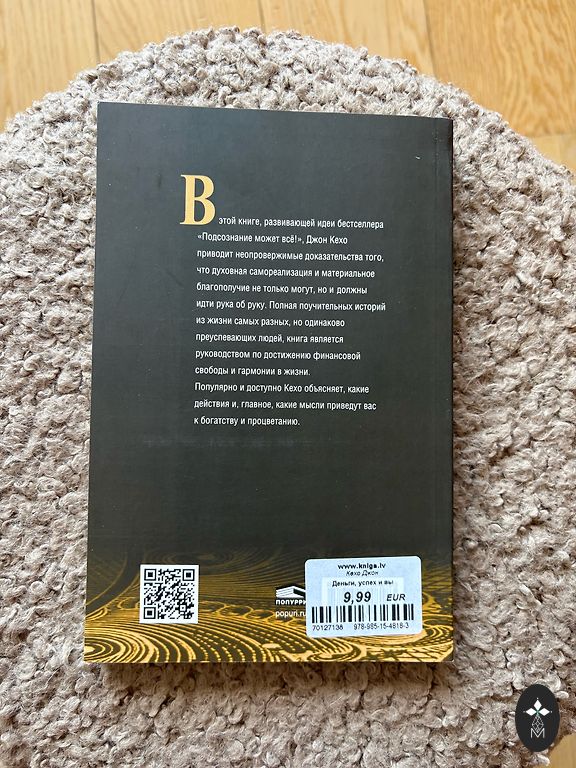 В этой книге, развивающей идеи бестселлера
«Подсознание может всё!», Джон Кехо
приводит неопровержимые доказательства того,
что духовная самореализация и материальное
благополучие не только могут, но и должны
идти рука об руку. Полная поучительных историй
из жизни самых разных, но одинаково
преуспевающих людей, книга является
руководством по достижению финансовой
свободы и гармонии в жизни.
Популярно и доступно Кехо объясняет, какие
действия и, главное, какие мысли приведут вас
к богатству и процветанию.
www.kniga.lv
Кехо Джон
Деньги, успех и вы
9,99 EUR
70127138 978-985-15-4818-3
ПОПУРРИ
popuri.ru
M